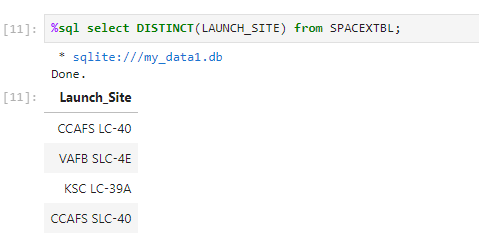 [11]: %sql select DISTINCT(LAUNCH_SITE) from SPACEXTBL;
* sqlite:///my_data1.db
Done.
[11]: Launch_Site
CCAFS LC-40
VAFB SLC-4E
KSC LC-39A
CCAFS SLC-40